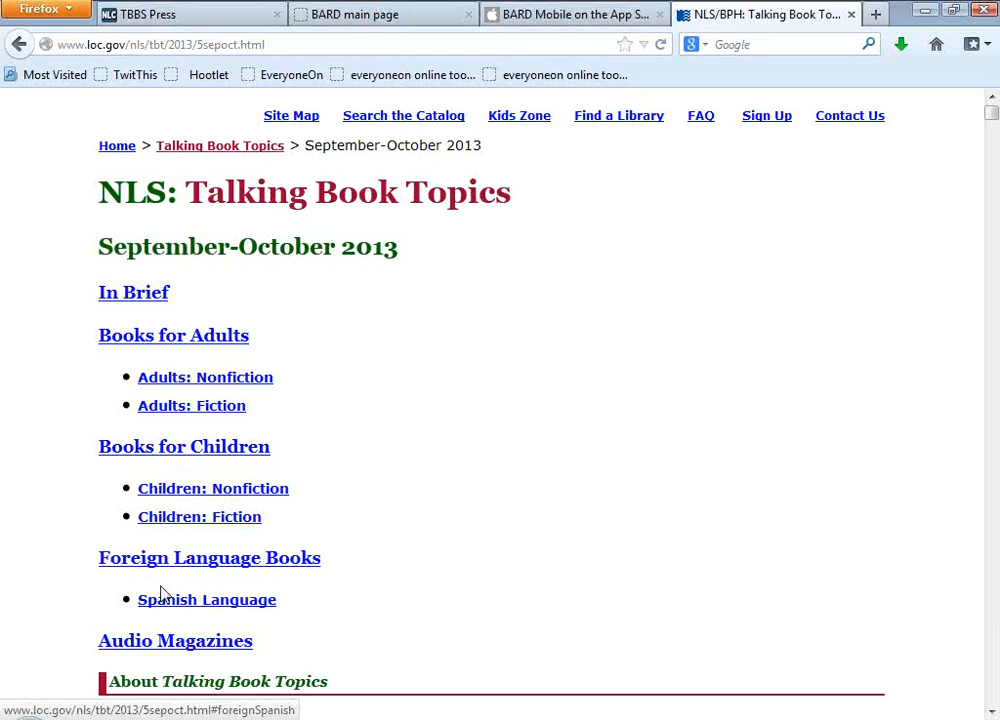 Firefox
TBBS Press
BARD main page
BARD Mobile on the App S...
NLS/BPH: Talking Book To...
www.loc.gov/nls/tbt/2013/5sepoct.html
Google
Most Visited TwitThis Hootlet EveryoneOn everyoneon online too... everyoneon online too...
Site Map Search the Catalog Kids Zone Find a Library FAQ Sign Up Contact Us
Home > Talking Book Topics > September-October 2013
NLS: Talking Book Topics
September-October 2013
In Brief
Books for Adults
• Adults: Nonfiction
• Adults: Fiction
Books for Children
• Children: Nonfiction
• Children: Fiction
Foreign Language Books
• Spanish Language
Audio Magazines
About Talking Book Topics
www.loc.gov/nls/tbt/2013/5sepoct.html#foreignSpanish